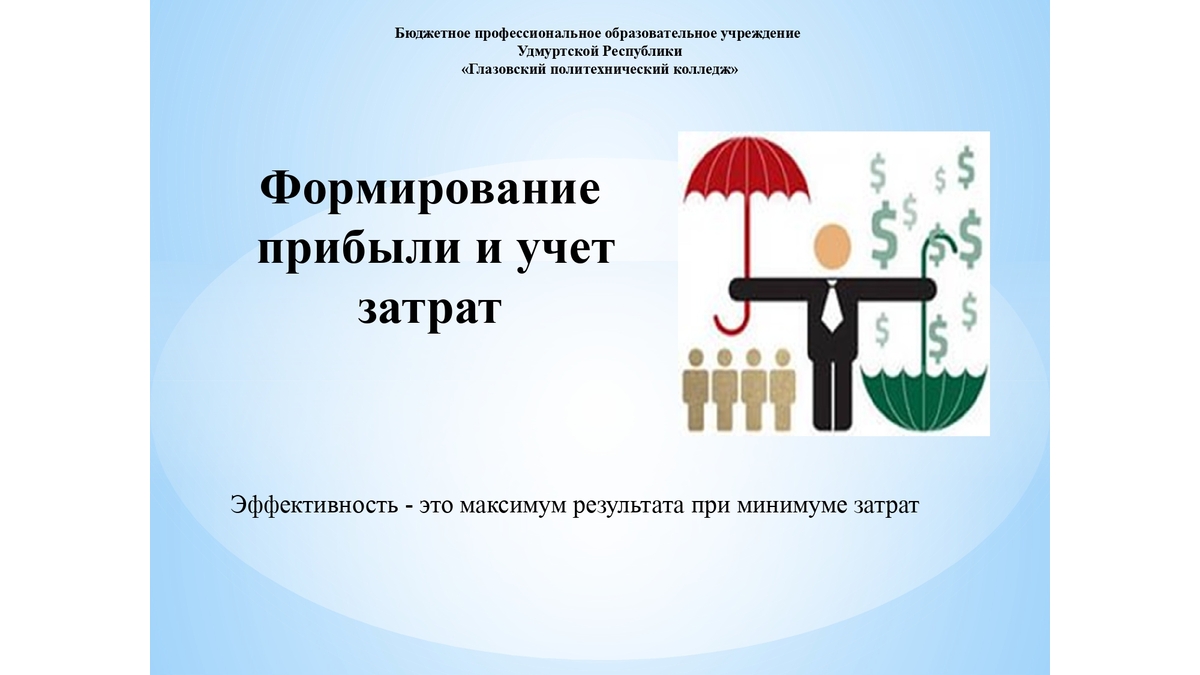 Бюджетное профессиональное образовательное учреждение
Удмуртской Республики
«Глазовский политехнический колледж»
Формирование
прибыли и учет
затрат
Эффективность - это максимум результата при минимуме затрат